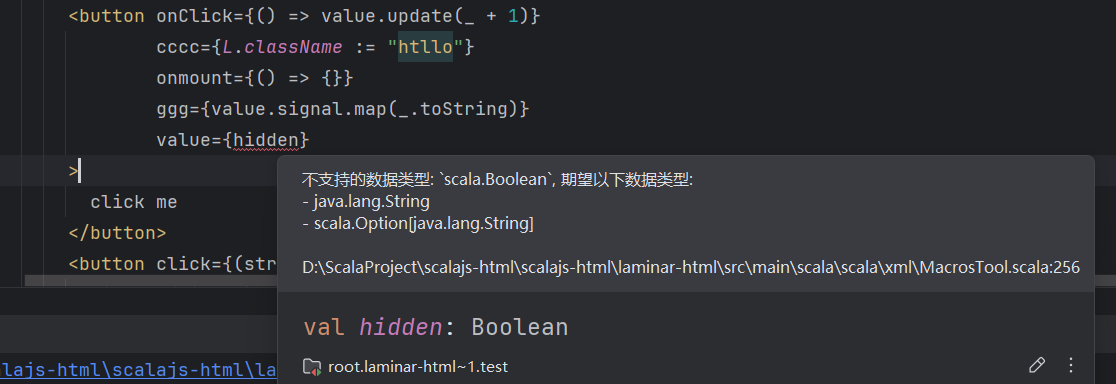 <button onClick={() => value.update(_ + 1)}
cccc={L.className := "htllo"}
onmount={() => {}}
ggg={value.signal.map(_.toString)}
value={hidden}
>
click me
</button>
<button click={(str
不支持的数据类型: `scala.Boolean`, 期望以下数据类型:
- java.lang.String
- scala.Option[java.lang.String]
D:\ScalaProject\scalajs-html\scalajs-html\laminar-html\src\main\scala\scala\xml\MacrosTool.scala:256
val hidden: Boolean
root.laminar-html~1.test
lajs-html\scalajs-html\la